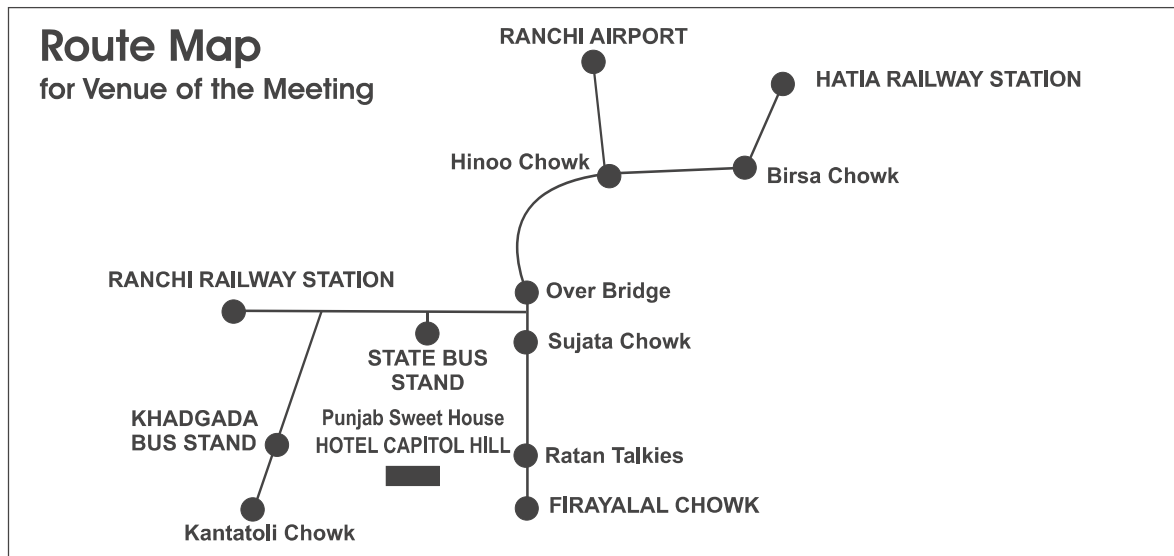 Route Map
for Venue of the Meeting
RANCHI AIRPORT
HATIA RAILWAY STATION
Hinoo Chowk
Birsa Chowk
RANCHI RAILWAY STATION
Over Bridge
Sujata Chowk
STATE BUS
STAND
KHADGADA
BUS STAND
Punjab Sweet House
HOTEL CAPITOL HILL
Ratan Talkies
FIRAYALAL CHOWK
Kantatoli Chowk